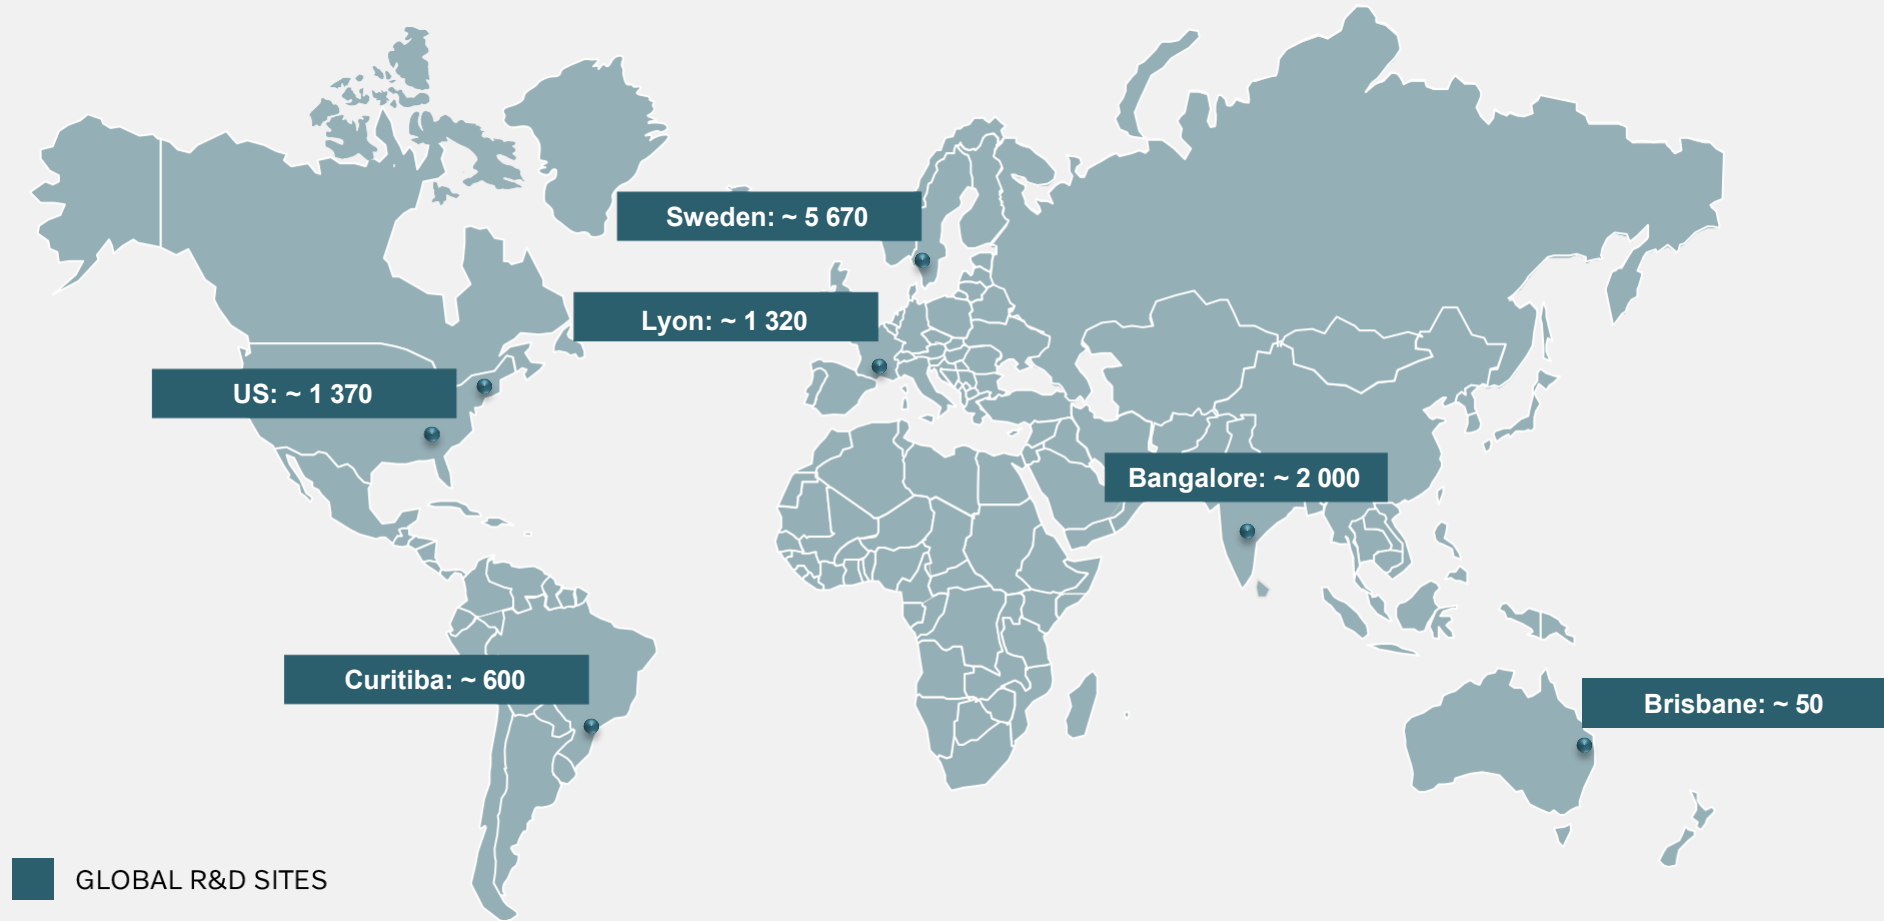 Sweden: ~ 5 670
Lyon: ~ 1 320
US: ~ 1 370
Bangalore: ~ 2 000
Curitiba: ~ 600
Brisbane: ~ 50
GLOBAL R&D SITES